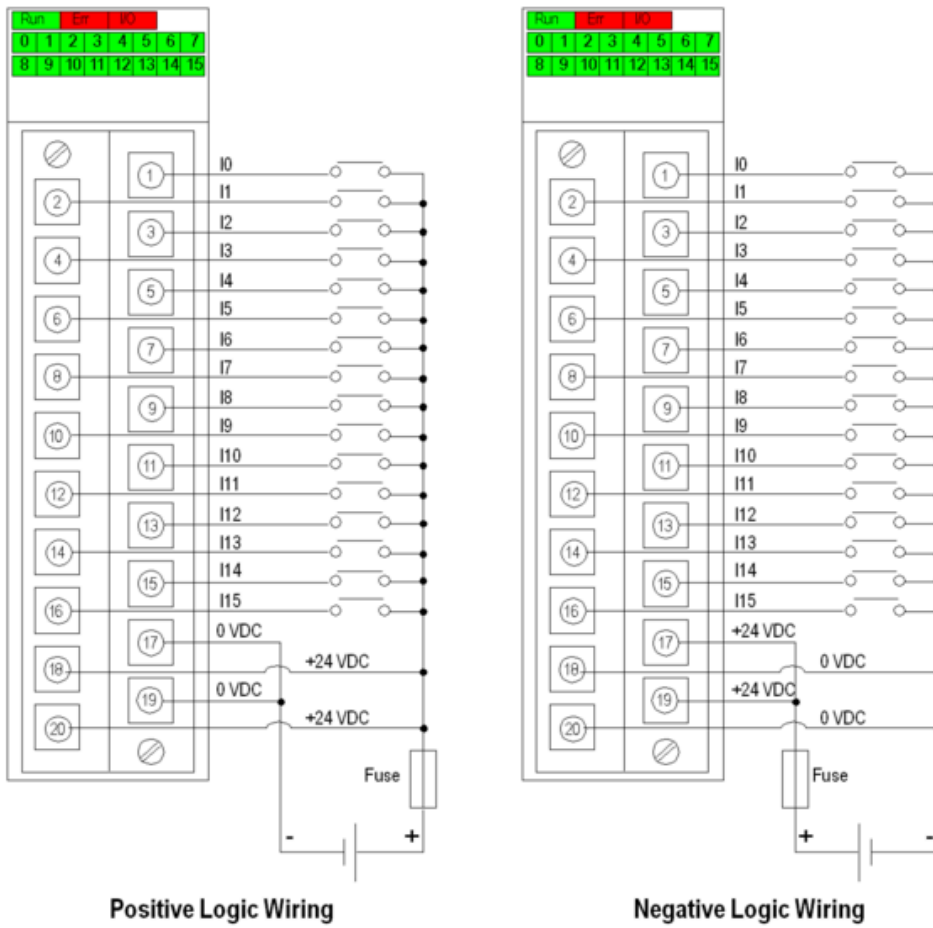 Run Err I/O
0 1 2 3 4 5 6 7
8 9 10 11 12 13 14 15
1 I0
2 I1
3 I2
4 I3
5 I4
6 I5
7 I6
8 I7
9 I8
10 I9
11 I10
12 I11
13 I12
14 I13
15 I14
16 I15
17 0 VDC
18 +24 VDC
19 0 VDC
20 +24 VDC
Fuse
- +
Positive Logic Wiring
Run Err I/O
0 1 2 3 4 5 6 7
8 9 10 11 12 13 14 15
1 I0
2 I1
3 I2
4 I3
5 I4
6 I5
7 I6
8 I7
9 I8
10 I9
11 I10
12 I11
13 I12
14 I13
15 I14
16 I15
17 +24 VDC
18 0 VDC
19 +24 VDC
20 0 VDC
Fuse
+ -
Negative Logic Wiring